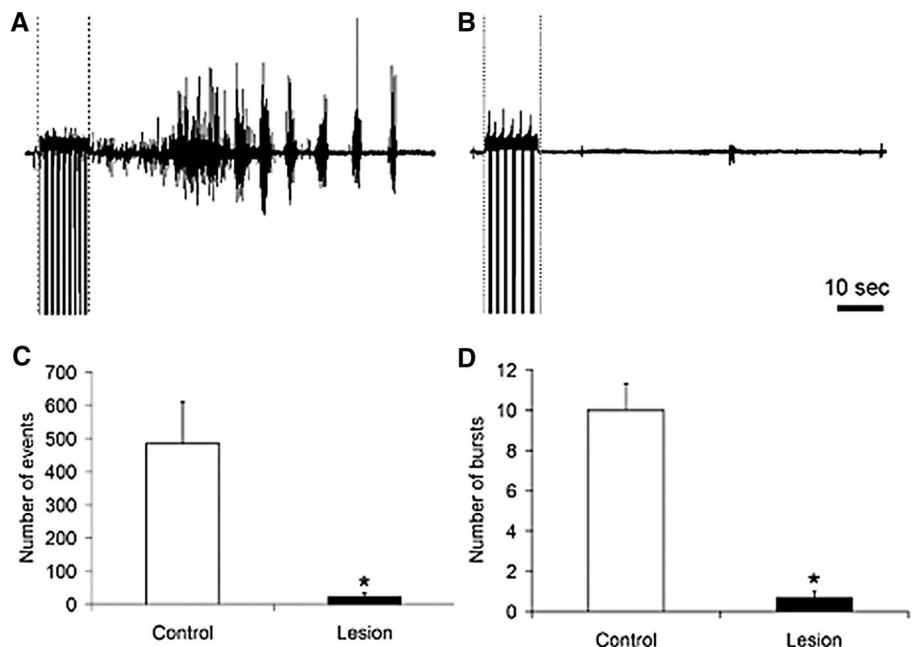 A
B
10 sec
C
Number of events
700
600
500
400
300
200
100
0
*
Control
Lesion
D
Number of bursts
12
10
8
6
4
2
0
*
Control
Lesion